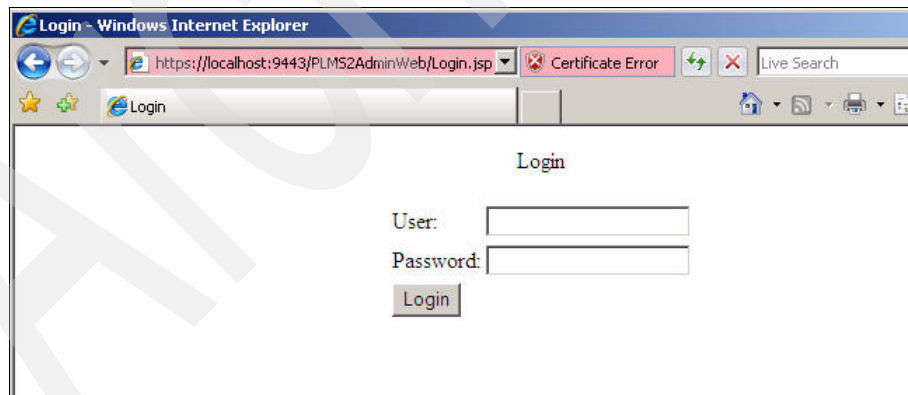 Login - Windows Internet Explorer
https://localhost:9443/PLMS2AdminWeb/Login.jsp Certificate Error Live Search
Login
Login
User:
Password:
Login